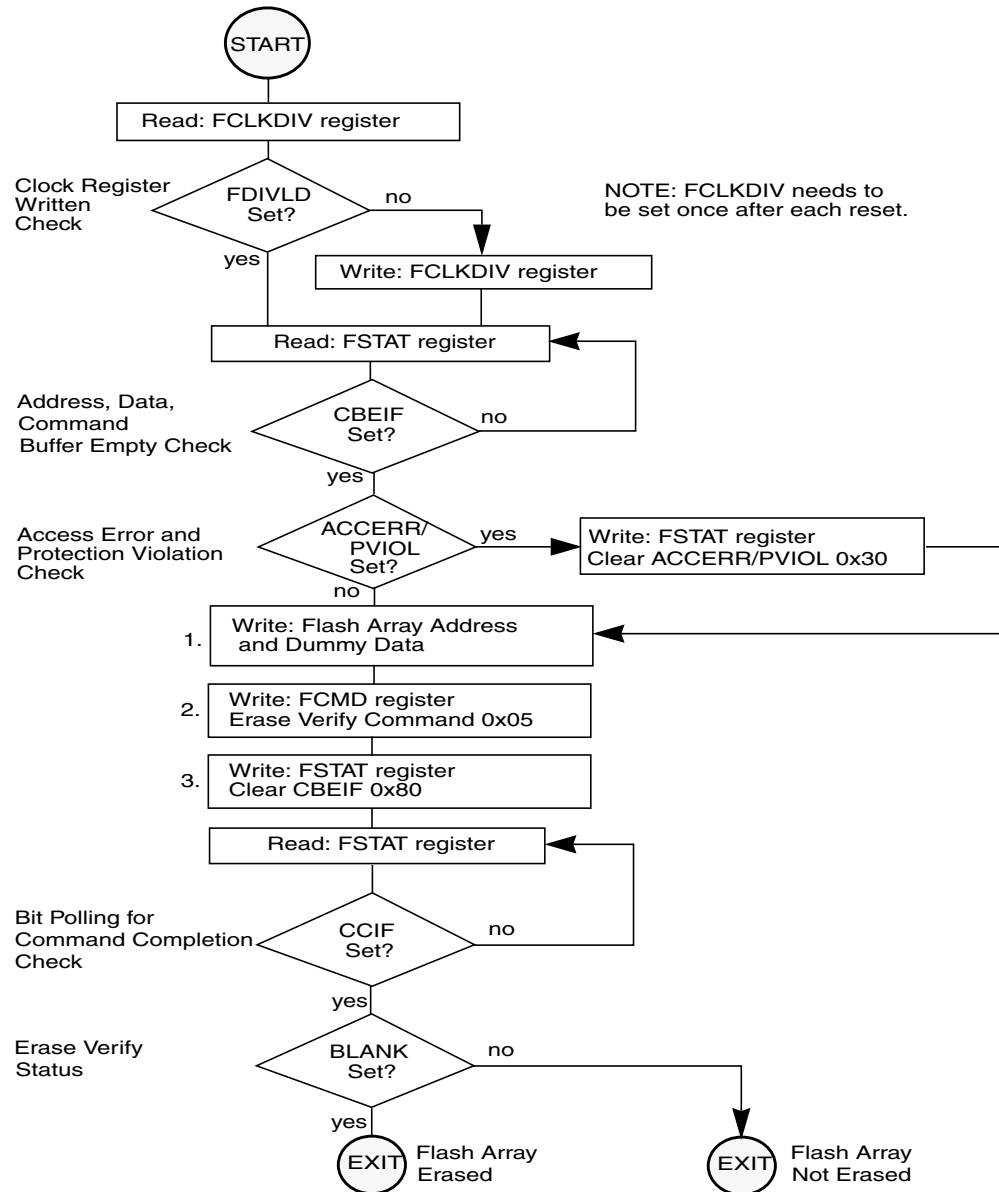 START
Read: FCLKDIV register
Clock Register
Written
Check
FDIVLD
Set?
no
yes
NOTE: FCLKDIV needs to
be set once after each reset.
Write: FCLKDIV register
Read: FSTAT register
Address, Data,
Command
Buffer Empty Check
CBEIF
Set?
no
yes
Access Error and
Protection Violation
Check
ACCERR/
PVIOL
Set?
yes
no
Write: FSTAT register
Clear ACCERR/PVIOL 0x30
1.
Write: Flash Array Address
and Dummy Data
2.
Write: FCMD register
Erase Verify Command 0x05
3.
Write: FSTAT register
Clear CBEIF 0x80
Read: FSTAT register
Bit Polling for
Command Completion
Check
CCIF
Set?
no
yes
Erase Verify
Status
BLANK
Set?
no
yes
EXIT
Flash Array
Erased
EXIT
Flash Array
Not Erased